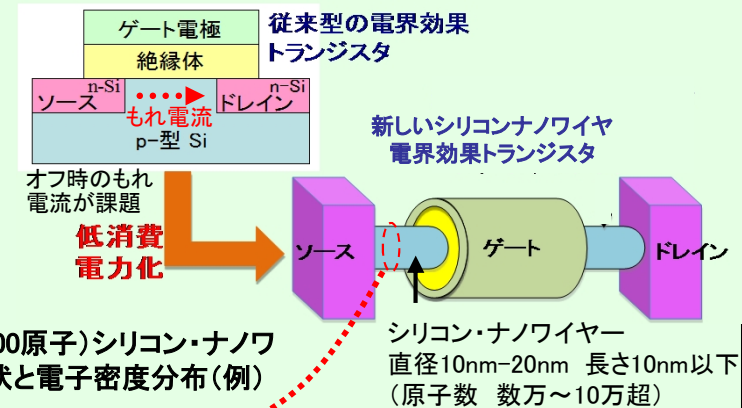 ゲート電極
絶縁体
従来型の電界効果
トランジスタ
n-Si
n-Si
ソース
ドレイン
もれ電流
p-型 Si
オフ時のもれ
電流が課題
新しいシリコンナノワイヤ
電界効果トランジスタ
低消費
電力化
ソース
ゲート
ドレイン
00原子)シリコン・ナノワ
状と電子密度分布(例)
シリコン・ナノワイヤー
直径10nm-20nm 長さ10nm以下
(原子数 数万~10万超)